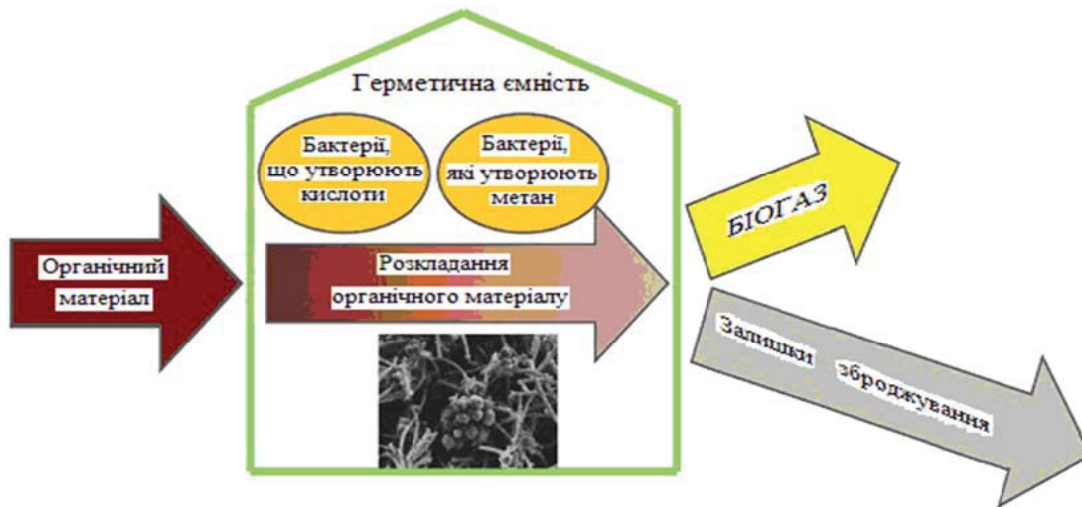 Герметична ємність
Бактерії,
що утворюють
кислоти
Бактерії,
які утворюють
метан
Органічний
матеріал
Розкладання
органічного матеріалу
БІОГАЗ
Залишки зброджування